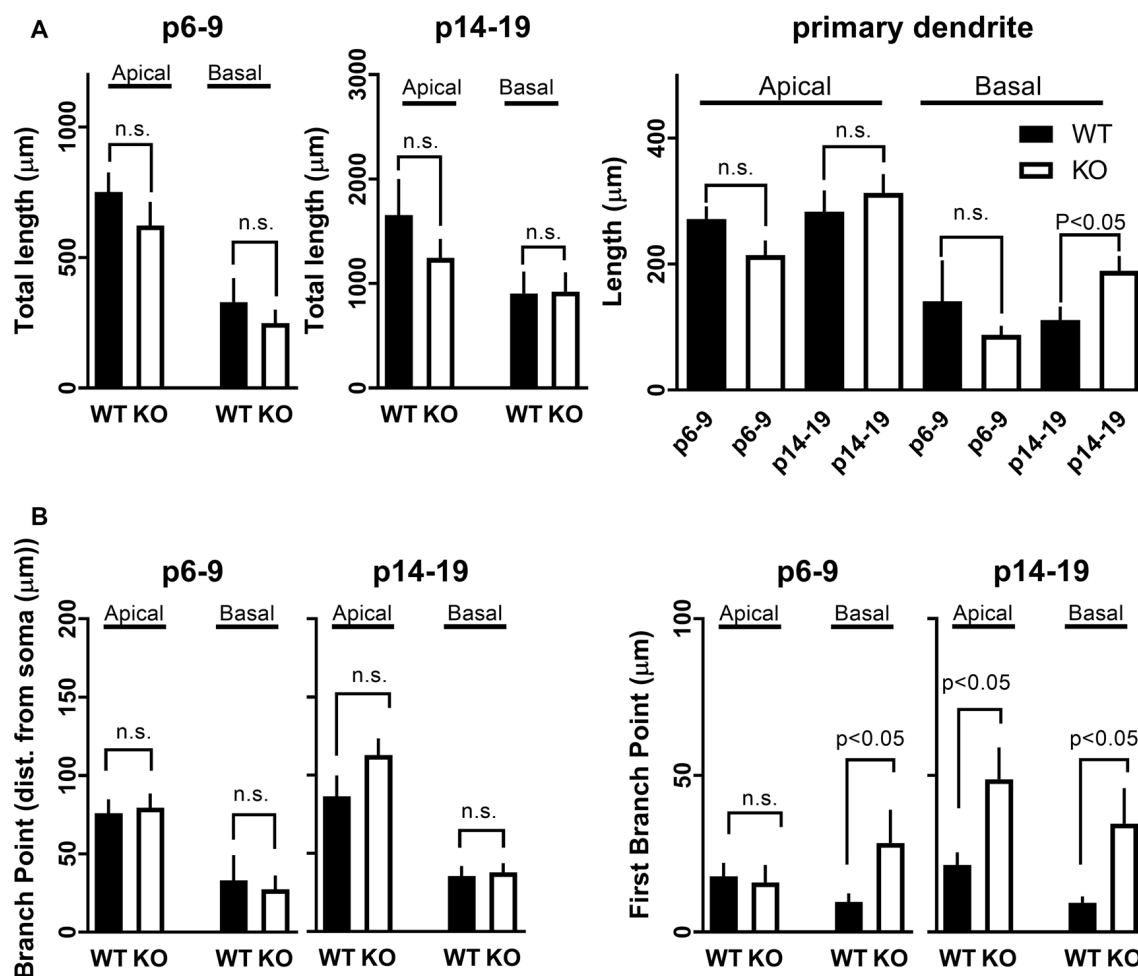 A
p6-9
p14-19
primary dendrite
Total length (μm)
0
500
1000
Apical
Basal
n.s.
n.s.
WT KO
WT KO
Total length (μm)
0
1000
2000
3000
Apical
Basal
n.s.
n.s.
WT KO
WT KO
Length (μm)
0
200
400
Apical
Basal
WT
KO
n.s.
n.s.
n.s.
P<0.05
p6-9
p6-9
p14-19
p14-19
p6-9
p6-9
p14-19
p14-19
B
p6-9
p14-19
Branch Point (dist. from soma (μm))
0
50
100
150
200
Apical
Basal
n.s.
n.s.
WT KO
WT KO
Apical
Basal
n.s.
n.s.
WT KO
WT KO
p6-9
p14-19
First Branch Point (μm)
0
50
100
Apical
Basal
n.s.
p<0.05
WT KO
WT KO
Apical
Basal
p<0.05
p<0.05
WT KO
WT KO